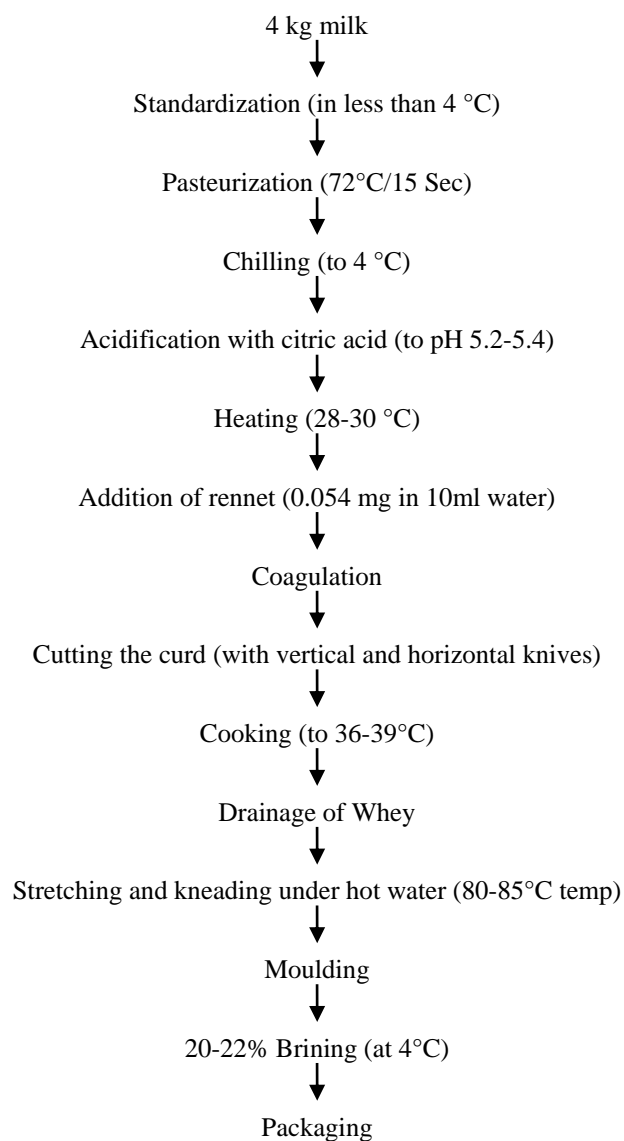 4 kg milk
Standardization (in less than 4 °C)
Pasteurization (72°C/15 Sec)
Chilling (to 4 °C)
Acidification with citric acid (to pH 5.2-5.4)
Heating (28-30 °C)
Addition of rennet (0.054 mg in 10ml water)
Coagulation
Cutting the curd (with vertical and horizontal knives)
Cooking (to 36-39°C)
Drainage of Whey
Stretching and kneading under hot water (80-85°C temp)
Moulding
20-22% Brining (at 4°C)
Packaging